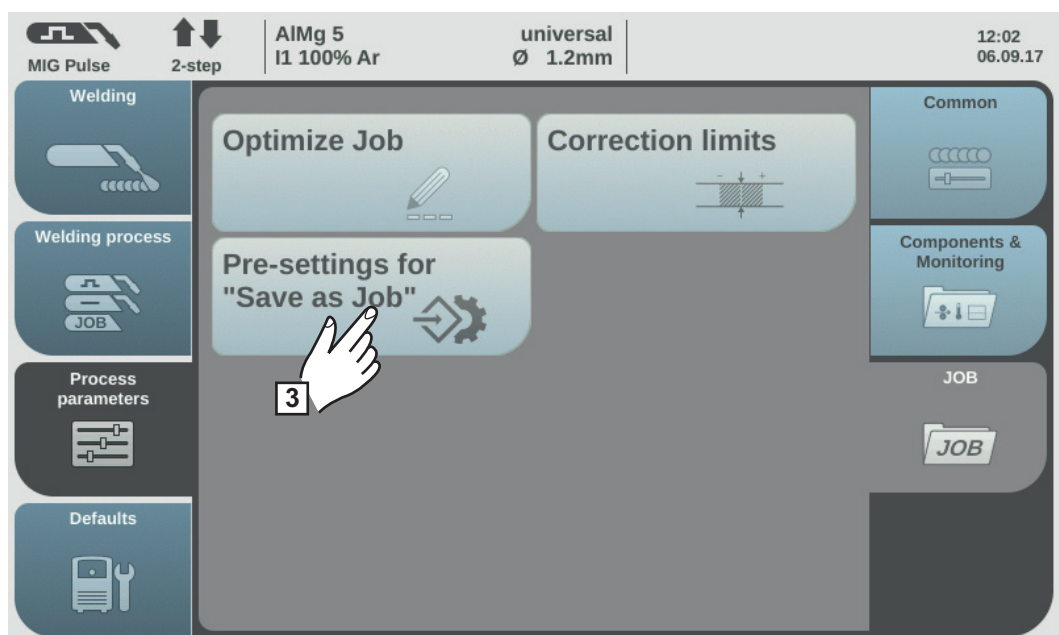 MIG Pulse
2-step
AlMg 5
I1 100% Ar
universal
Ø 1.2mm
12:02
06.09.17
Welding
Welding process
JOB
Process
parameters
Defaults
Optimize Job
Correction limits
- +
Pre-settings for
"Save as Job"
3
Common
Components &
Monitoring
JOB
JOB